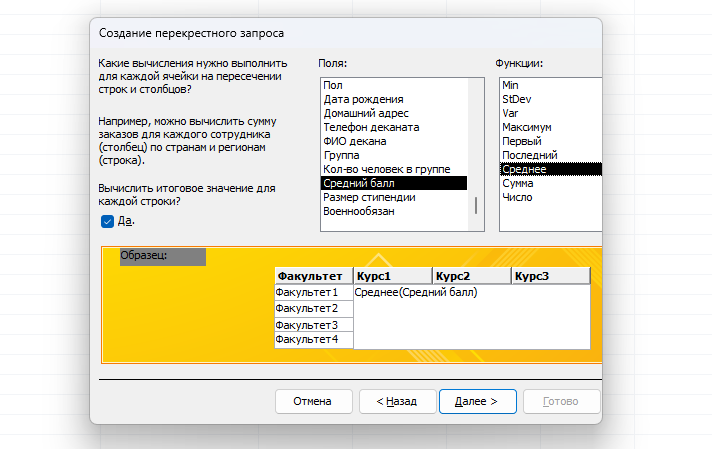 Создание перекрестного запроса
Какие вычисления нужно выполнить
для каждой ячейки на пересечении
строк и столбцов?
Например, можно вычислить сумму
заказов для каждого сотрудника
(столбец) по странам и регионам
(строка).
Вычислить итоговое значение для
каждой строки?
Да.
Поля:
Пол
Дата рождения
Домашний адрес
Телефон деканата
ФИО декана
Группа
Кол-во человек в группе
Средний балл
Размер стипендии
Военнообязан
Функции:
Min
StDev
Var
Максимум
Первый
Последний
Среднее
Сумма
Число
Образец:
Факультет Курс1 Курс2 Курс3
Факультет1 Среднее(Средний балл)
Факультет2
Факультет3
Факультет4
Отмена < Назад Далее > Готово